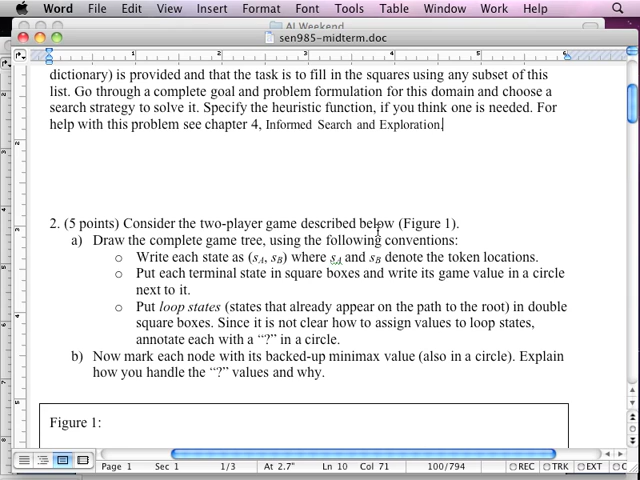 Word File Edit View Insert Format Font Tools Table Window Work Help
AI Weekend
sen985-midterm.doc
dictionary) is provided and that the task is to fill in the squares using any subset of this
list. Go through a complete goal and problem formulation for this domain and choose a
search strategy to solve it. Specify the heuristic function, if you think one is needed. For
help with this problem see chapter 4, Informed Search and Exploration.
2. (5 points) Consider the two-player game described below (Figure 1).
a) Draw the complete game tree, using the following conventions:
o Write each state as (sA, sB) where sA and sB denote the token locations.
o Put each terminal state in square boxes and write its game value in a circle
next to it.
o Put loop states (states that already appear on the path to the root) in double
square boxes. Since it is not clear how to assign values to loop states,
annotate each with a “?” in a circle.
b) Now mark each node with its backed-up minimax value (also in a circle). Explain
how you handle the “?” values and why.
Figure 1:
Page 1 Sec 1 1/3 At 2.7" Ln 10 Col 71 100/794 REC TRK EXT